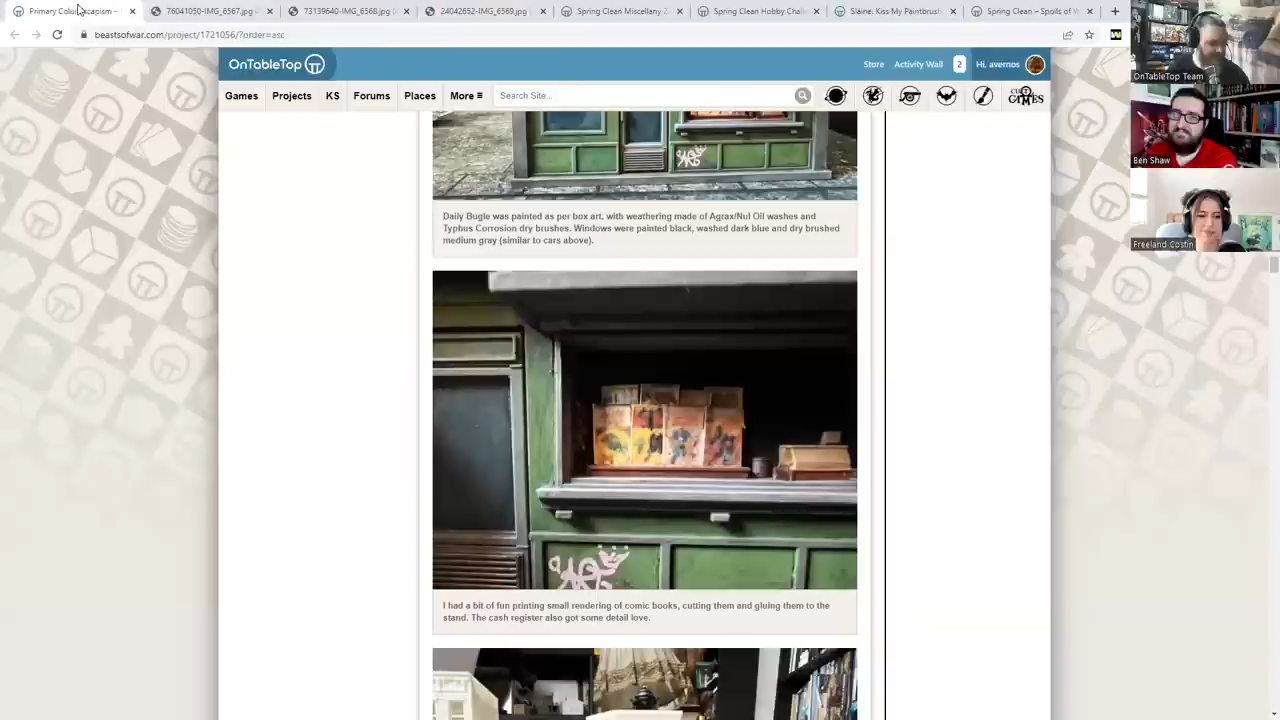 Primary Colou
scapism –
76041050-IMG_6567.jpg
73139640-IMG_6568.jpg
24042652-IMG_6569.jpg
Spring Clean Miscellany
Spring Clean Hobby Challe
Slaine: Kiss My Paintbrus
Spring Clean – Spoils of W
beastsofwar.com/project/1721056/?order=asc
OnTableTop
Store
Activity Wall
2
Hi, avernos
Games
Projects
KS
Forums
Places
More
Search Site...
GAMES
OnTableTop Team
Ben Shaw
Freeland Costin
Daily Bugle was painted as per box art, with weathering made of Agrax/Nul Oil washes and
Typhus Corrosion dry brushes. Windows were painted black, washed dark blue and dry brushed
medium gray (similar to cars above).
I had a bit of fun printing small rendering of comic books, cutting them and gluing them to the
stand. The cash register also got some detail love.